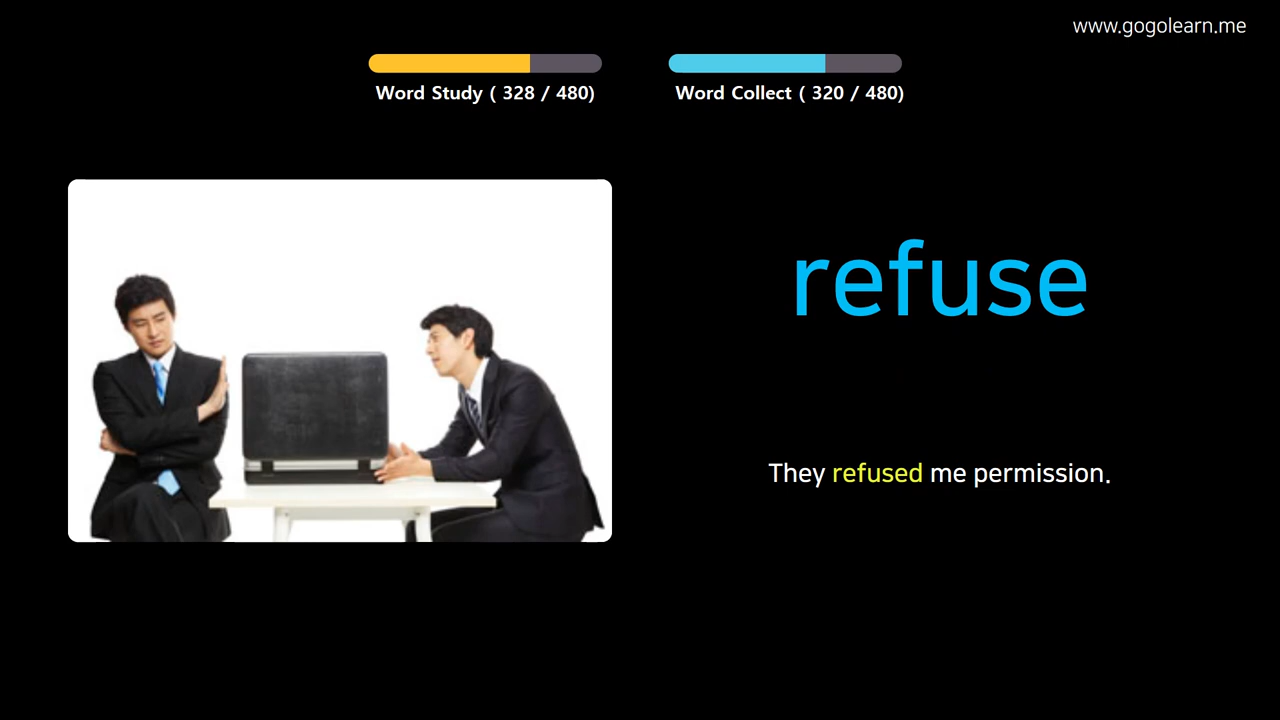 www.gogolearn.me
Word Study ( 328 / 480)
Word Collect ( 320 / 480)
refuse
They refused me permission.